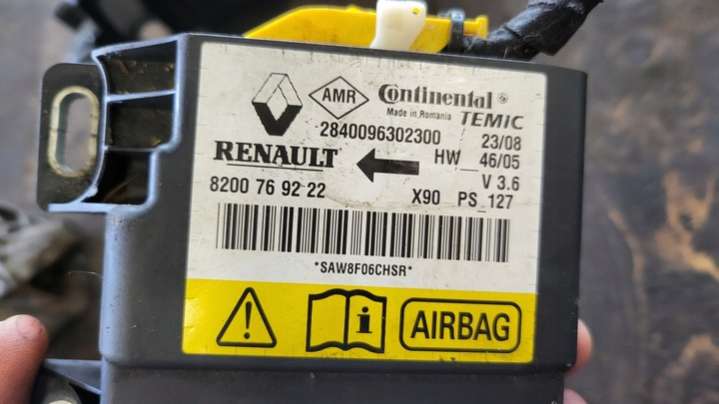 AMR Continental
Made in Romania TEMIC
2840096302300 23/08
RENAULT HW 46/05
V 3.6
8200 76 92 22 X90 PS_127
*SAW8F06CHSR*
i AIRBAG